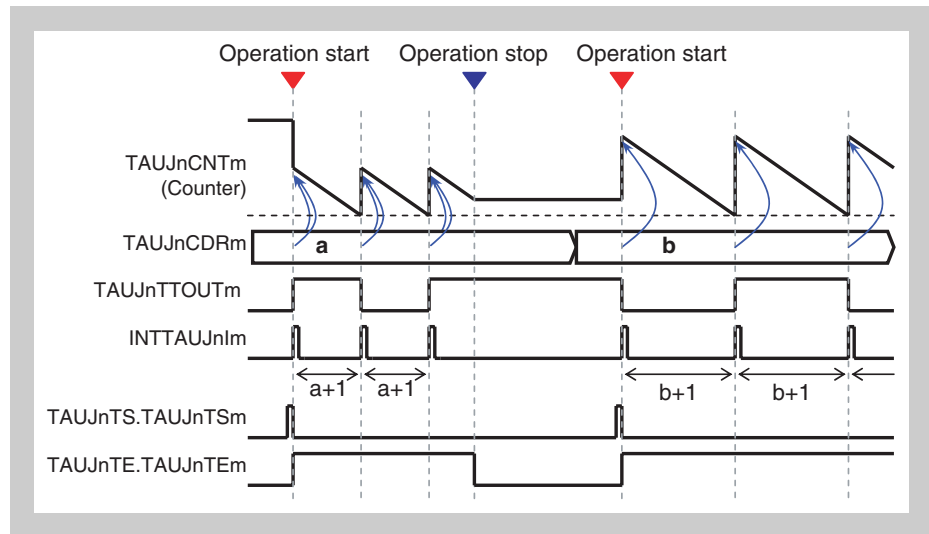 Operation start Operation stop Operation start
TAUJnCNTm
(Counter)
TAUJnCDRm a b
TAUJnTTOUTm
INTTAUJnIm
a+1 a+1 b+1 b+1
TAUJnTS.TAUJnTSm
TAUJnTE.TAUJnTEm